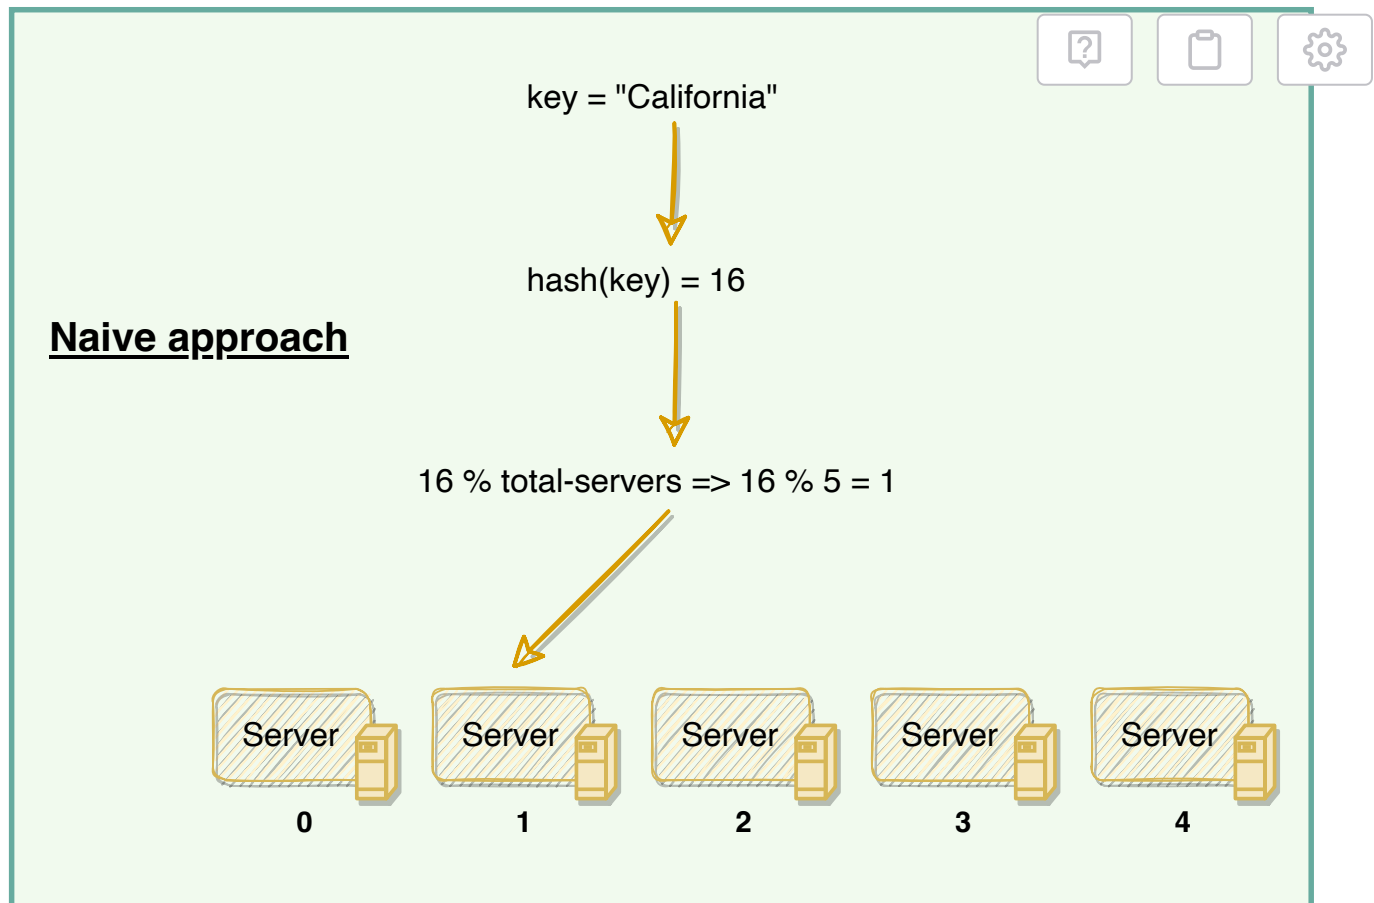 key = "California"
hash(key) = 16
Naive approach
16 % total-servers => 16 % 5 = 1
Server Server Server Server Server
0 1 2 3 4